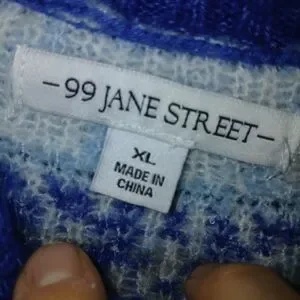 -99 JANE STREET-
XL
MADE IN
CHINA